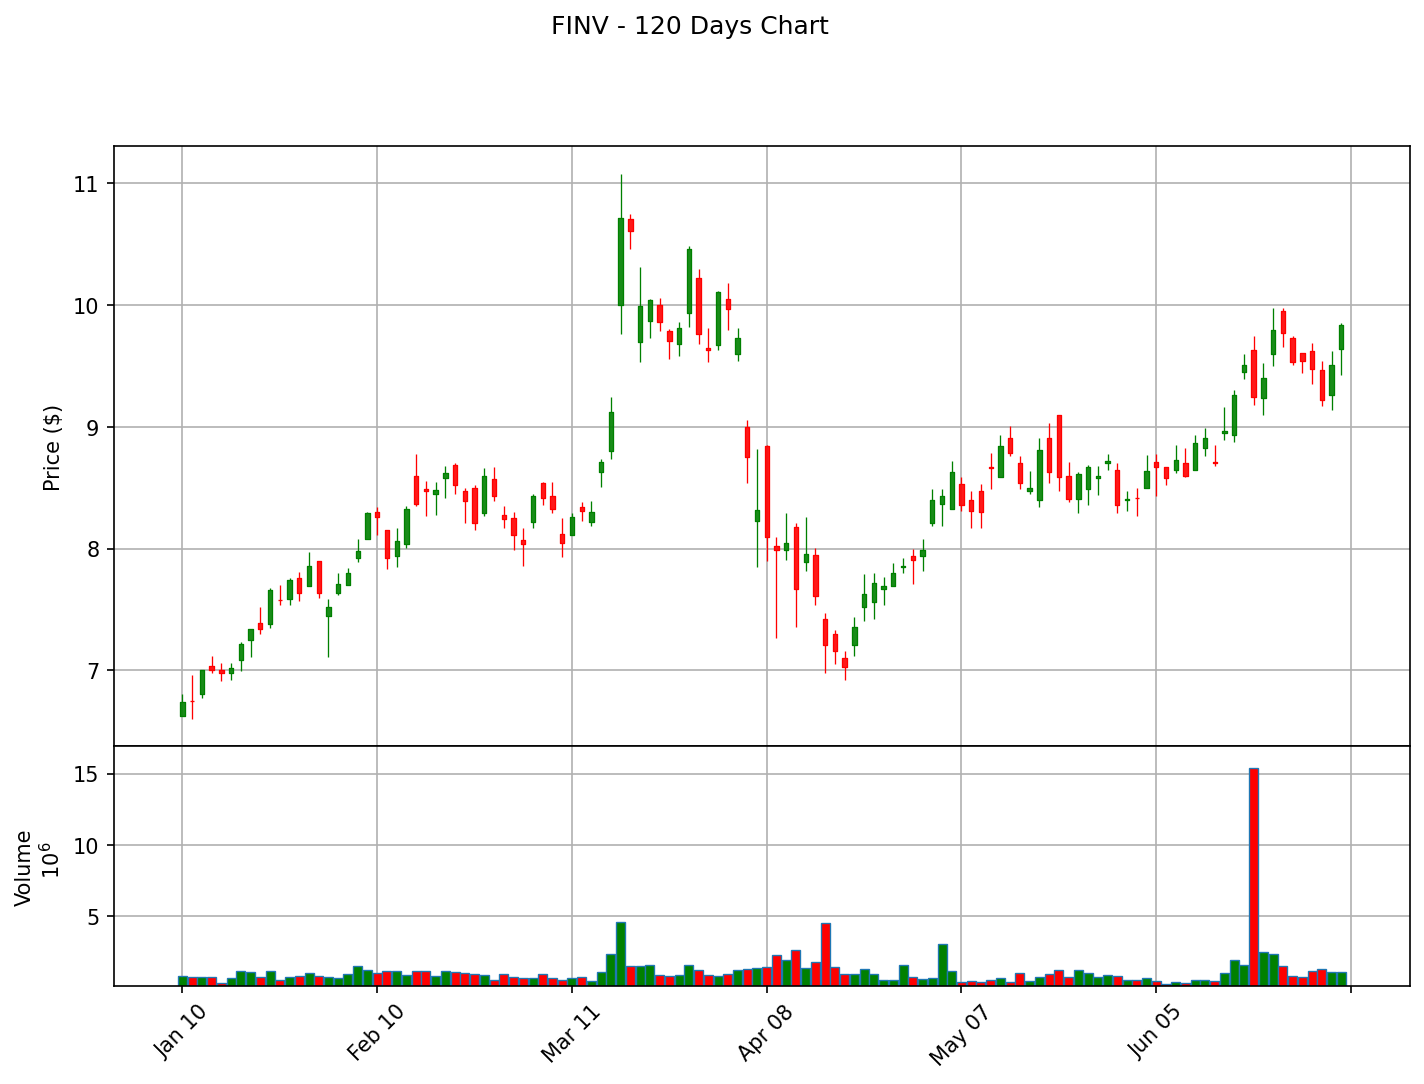 FINV - 120 Days Chart
Price ($)
11
10
9
8
7
Volume
10⁶
15
10
5
Jan 10
Feb 10
Mar 11
Apr 08
May 07
Jun 05